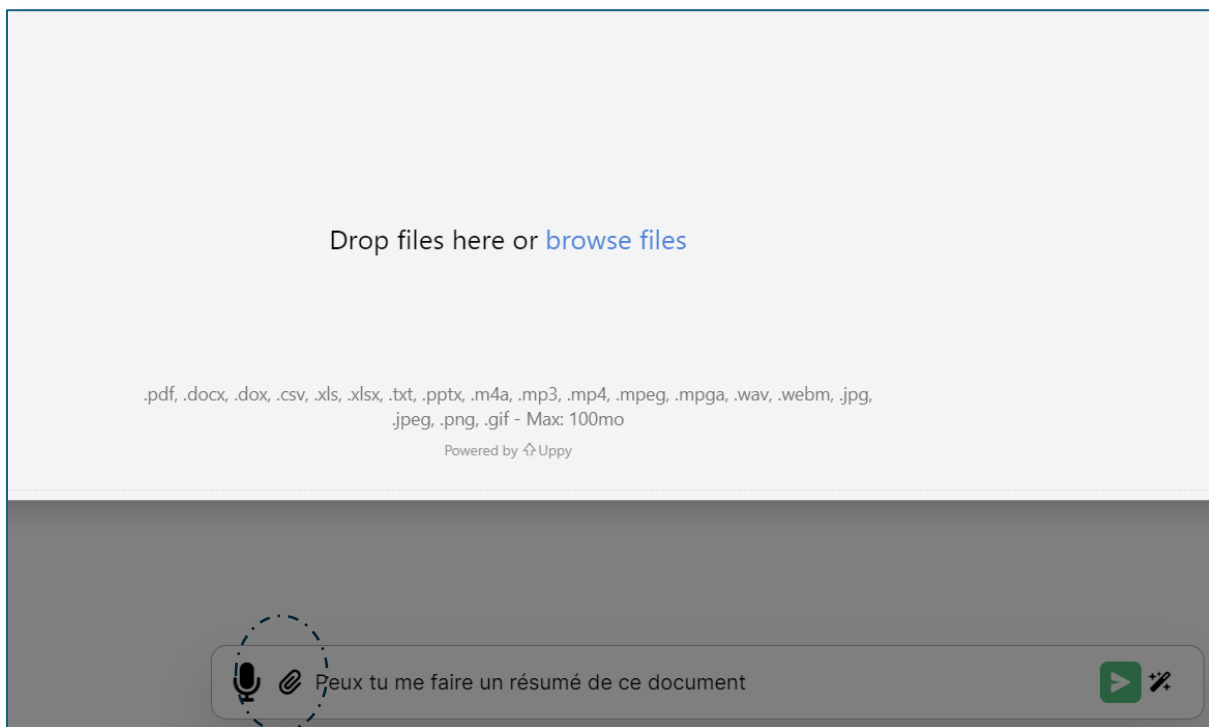 Drop files here or browse files
.pdf, .docx, .dox, .csv, .xls, .xlsx, .txt, .pptx, .m4a, .mp3, .mp4, .mpeg, .mpga, .wav, .webm, .jpg,
.jpeg, .png, .gif - Max: 100mo
Powered by Uppy
Peux tu me faire un résumé de ce document